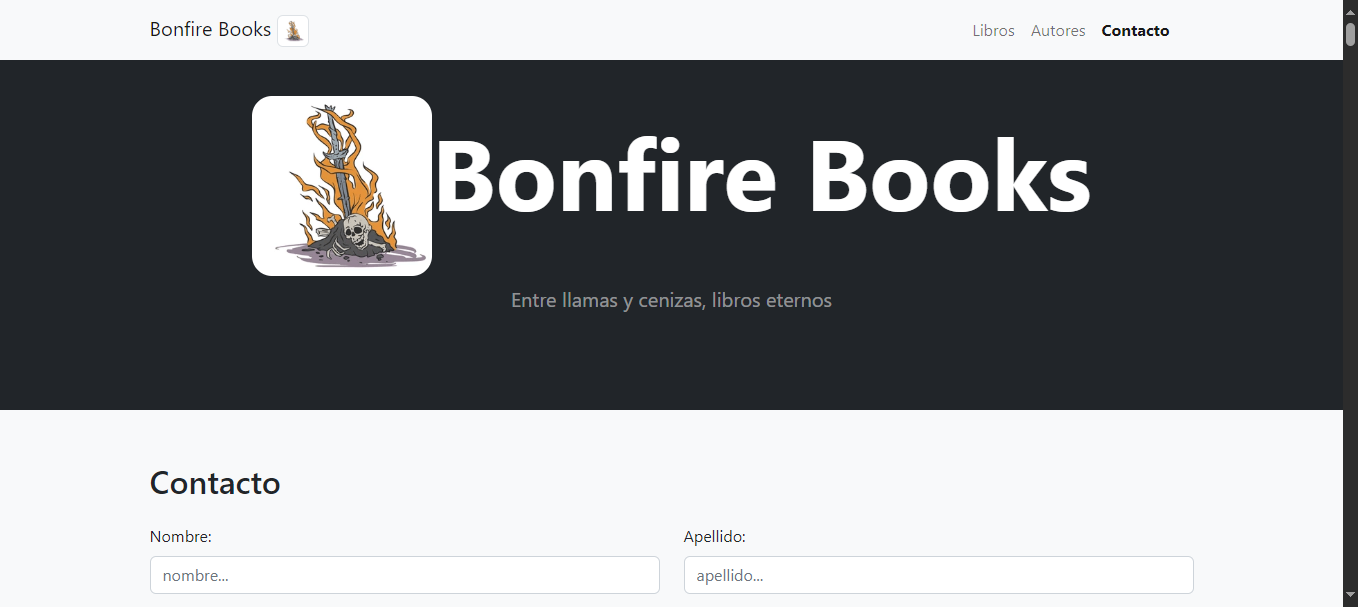 Bonfire Books
Libros Autores Contacto
Bonfire Books
Entre llamas y cenizas, libros eternos
Contacto
Nombre: Apellido:
nombre... apellido...